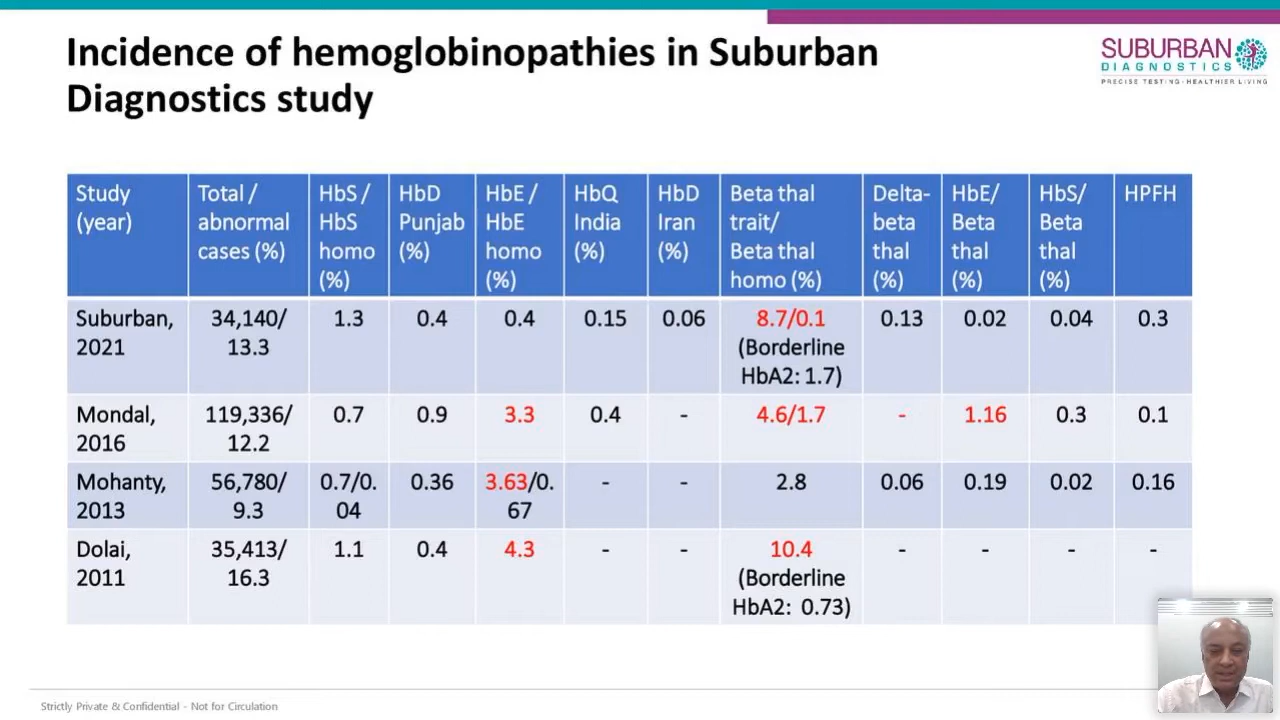 Incidence of hemoglobinopathies in Suburban
Diagnostics study
SUBURBAN
DIAGNOSTICS
PRECISE TESTING·HEALTHIER LIVING
Study (year) Total / abnormal cases (%) HbS / HbS homo (%) HbD Punjab (%) HbE / HbE homo (%) HbQ India (%) HbD Iran (%) Beta thal trait/ Beta thal homo (%) Delta-beta thal (%) HbE/ Beta thal (%) HbS/ Beta thal (%) HPFH
Suburban, 2021 34,140/ 13.3 1.3 0.4 0.4 0.15 0.06 8.7/0.1 (Borderline HbA2: 1.7) 0.13 0.02 0.04 0.3
Mondal, 2016 119,336/ 12.2 0.7 0.9 3.3 0.4 - 4.6/1.7 - 1.16 0.3 0.1
Mohanty, 2013 56,780/ 9.3 0.7/0.04 0.36 3.63/0.67 - - 2.8 0.06 0.19 0.02 0.16
Dolai, 2011 35,413/ 16.3 1.1 0.4 4.3 - - 10.4 (Borderline HbA2: 0.73) - - - -
Strictly Private & Confidential - Not for Circulation